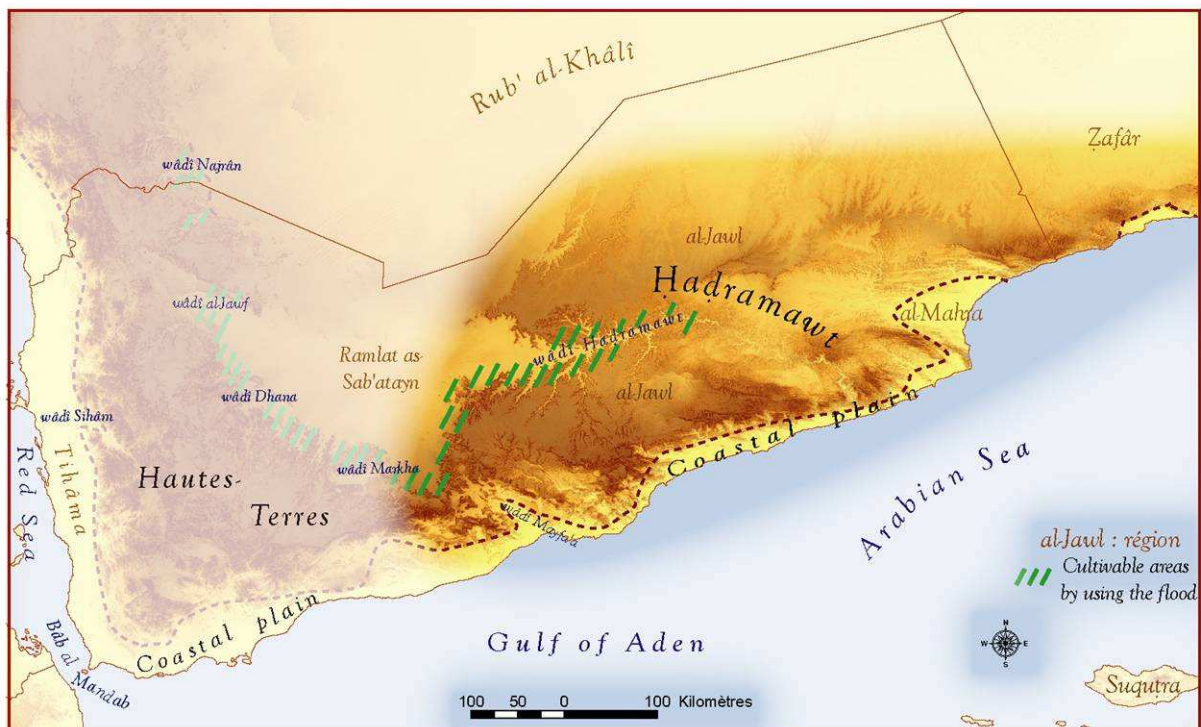 Rub' al-Khâlî
Ẓafâr
wâdî Najrân
al-Jawl
Ḥaḍramawt
wâdî al-Jawf
al-Mahra
wâdî Hadramawt
Ramlat as-
Sab'atayn
al-Jawl
wâdî Dhana
wâdî Sihâm
Coastal plain
wâdî Markha
Red Sea
Tihâma
Hautes-
Terres
wâdî Mayfa'a
Arabian Sea
al-Jawl : région
Cultivable areas
by using the flood
Coastal plain
Gulf of Aden
N
W E
S
Bâb al
Mandab
Suquṭra
100 50 0 100 Kilomètres